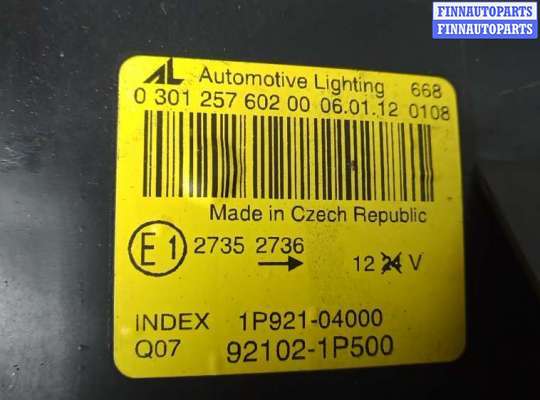 FINNAUTOPARTS
FINNAUTOPARTS
FINNAUTOPARTS
AL Automotive Lighting 668
0 301 257 602 00 06.01.12 0108
Made in Czech Republic
E1 2735 2736 → 12 24 V
INDEX 1P921-04000
Q07 92102-1P500